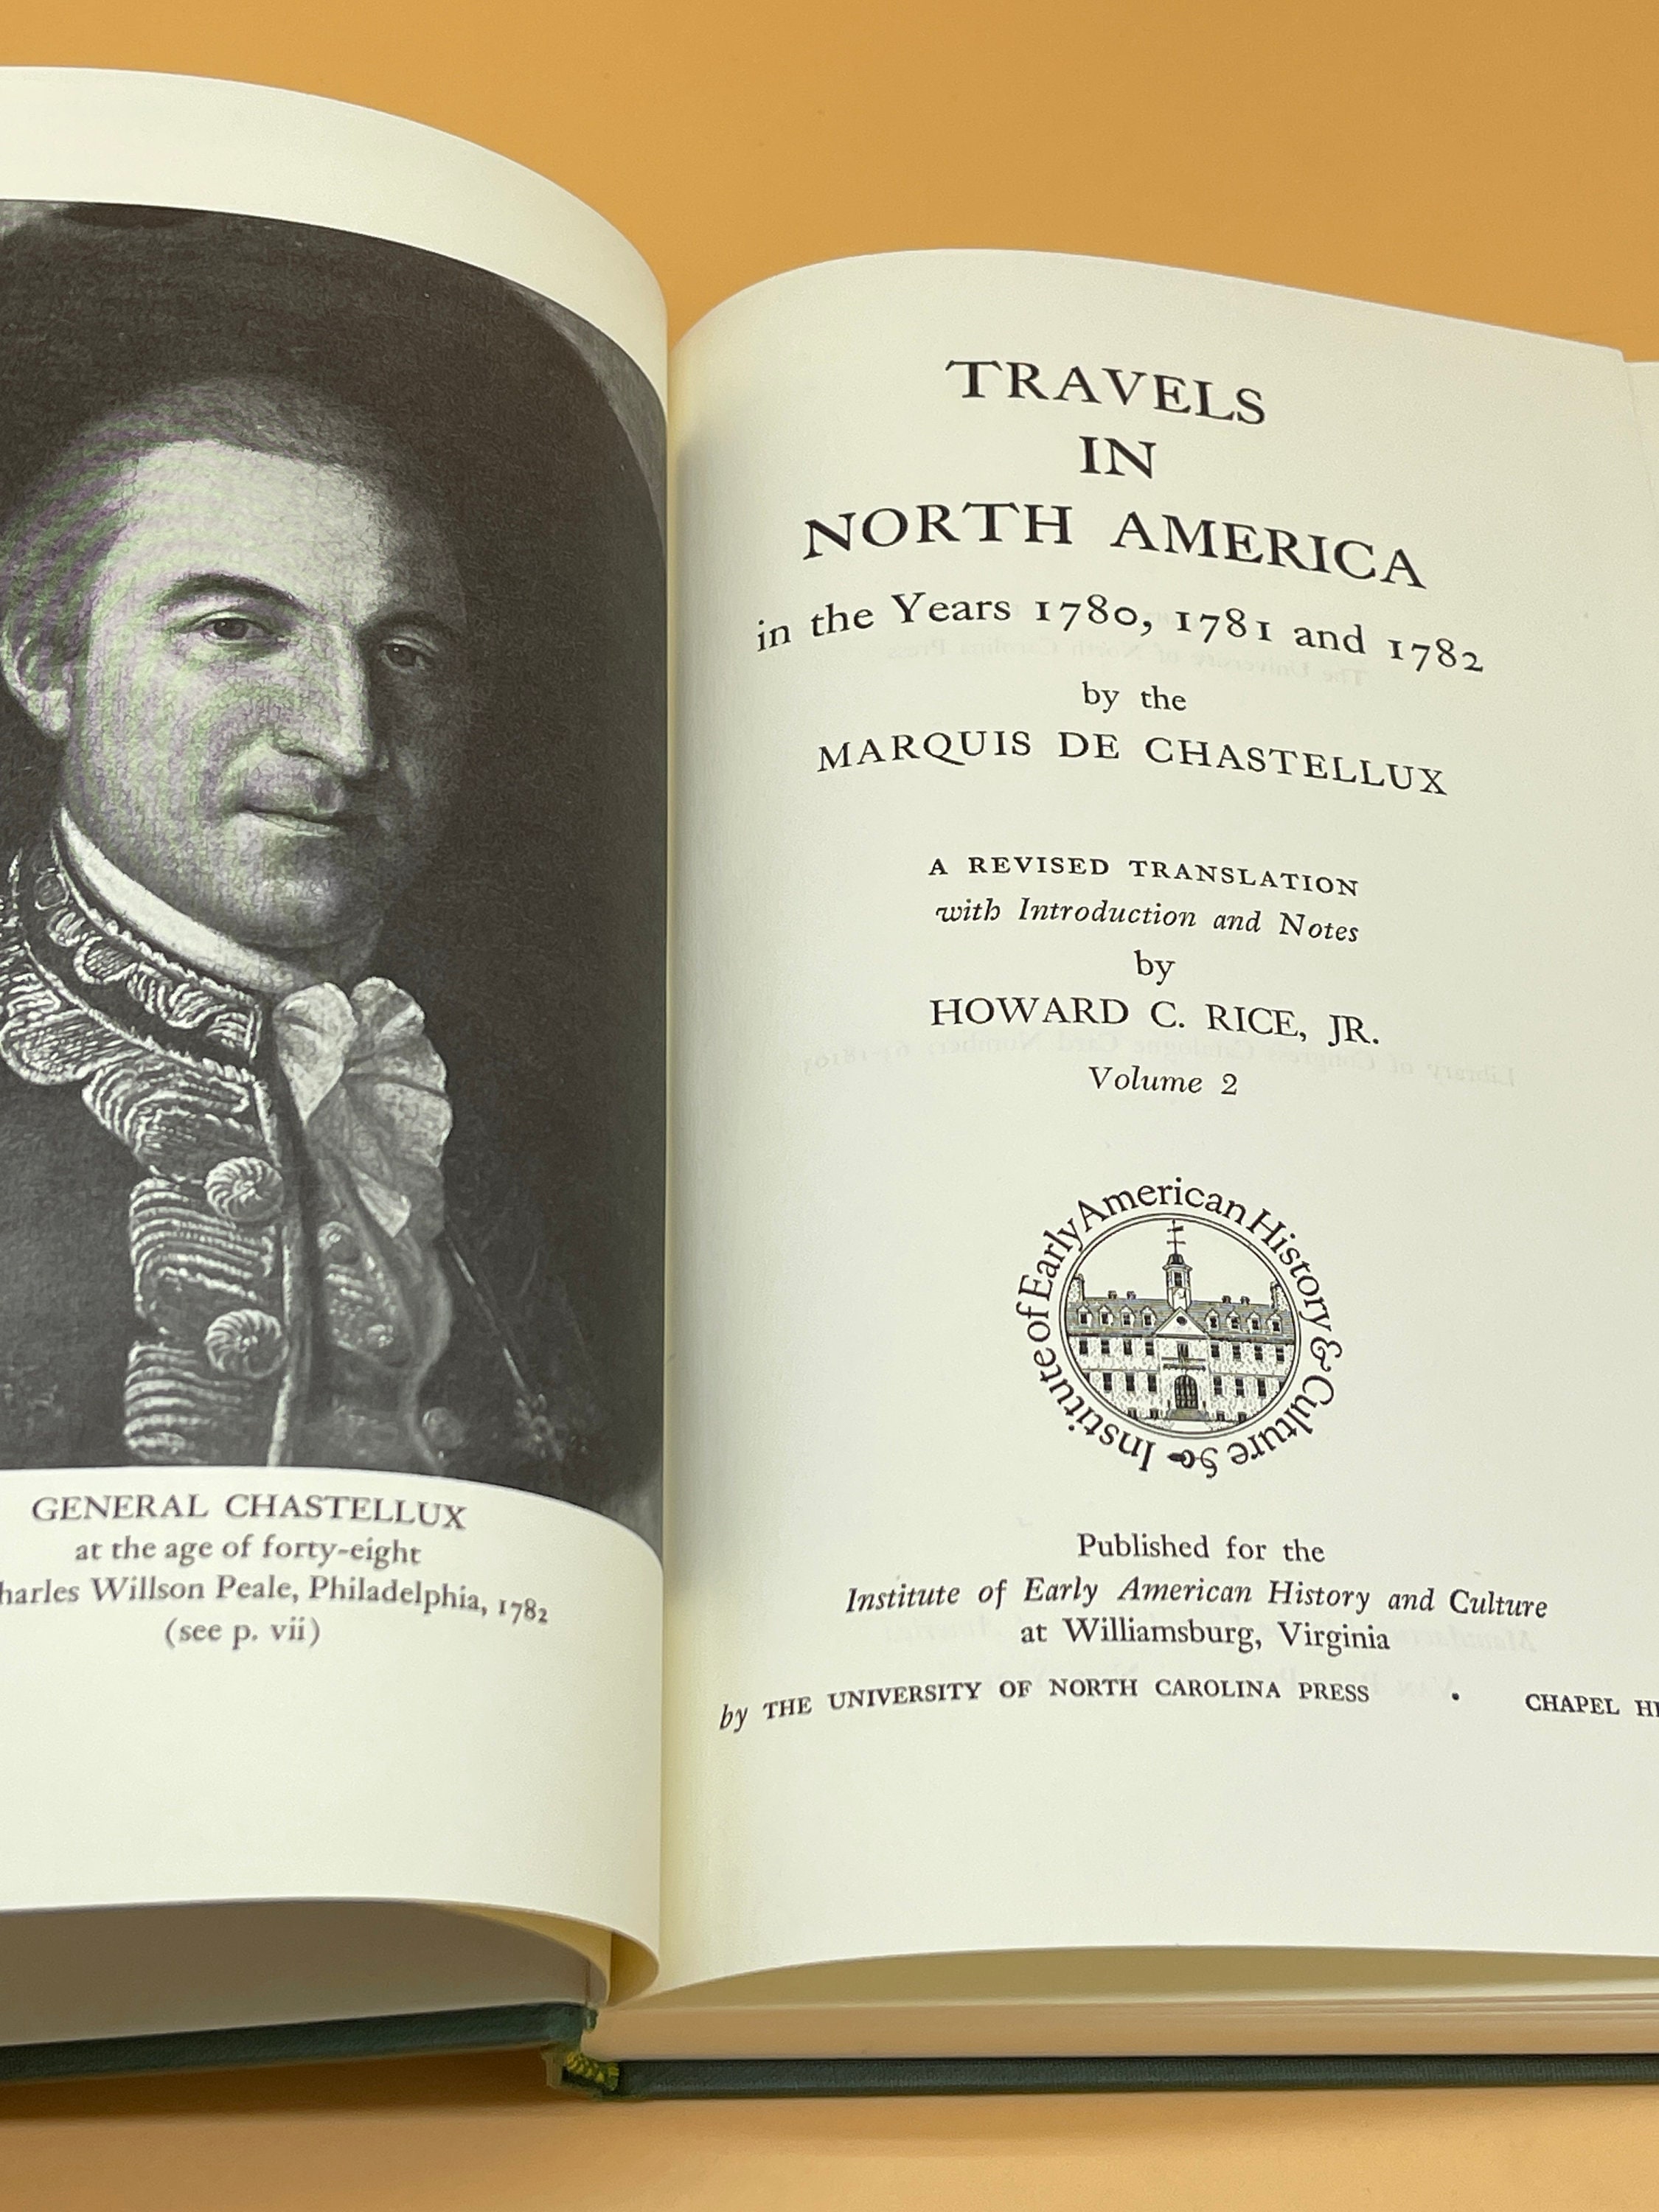 GENERAL CHASTELLUX
at the age of forty-eight
Willson Peale, Philadelphia, 1782
(see p. vii)
TRAVELS
IN
NORTH AMERICA
in the Years 1780, 1781 and 1782
by the
MARQUIS DE CHASTELLUX
A REVISED TRANSLATION
with Introduction and Notes
by
HOWARD C. RICE, JR.
Volume 2
Institute of Early American History & Culture
Published for the
Institute of Early American History and Culture
at Williamsburg, Virginia
by THE UNIVERSITY OF NORTH CAROLINA PRESS • CHAPEL